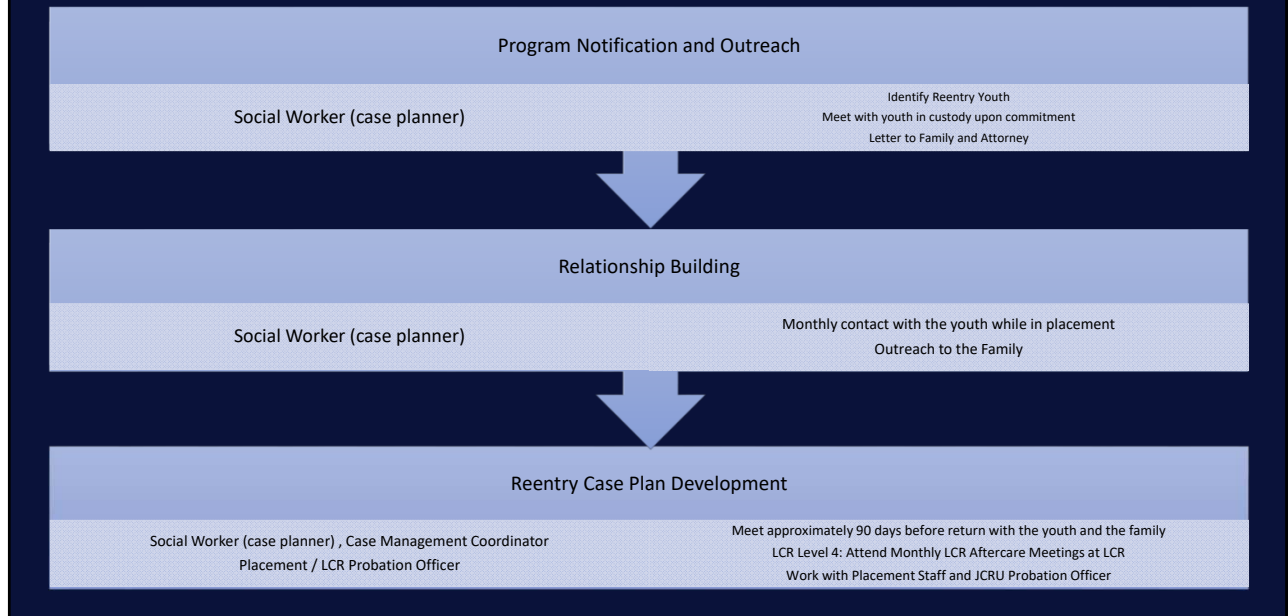 Program Notification and Outreach
Social Worker (case planner)
Identify Reentry Youth
Meet with youth in custody upon commitment
Letter to Family and Attorney
Relationship Building
Social Worker (case planner)
Monthly contact with the youth while in placement
Outreach to the Family
Reentry Case Plan Development
Social Worker (case planner) , Case Management Coordinator
Placement / LCR Probation Officer
Meet approximately 90 days before return with the youth and the family
LCR Level 4: Attend Monthly LCR Aftercare Meetings at LCR
Work with Placement Staff and JCRU Probation Officer